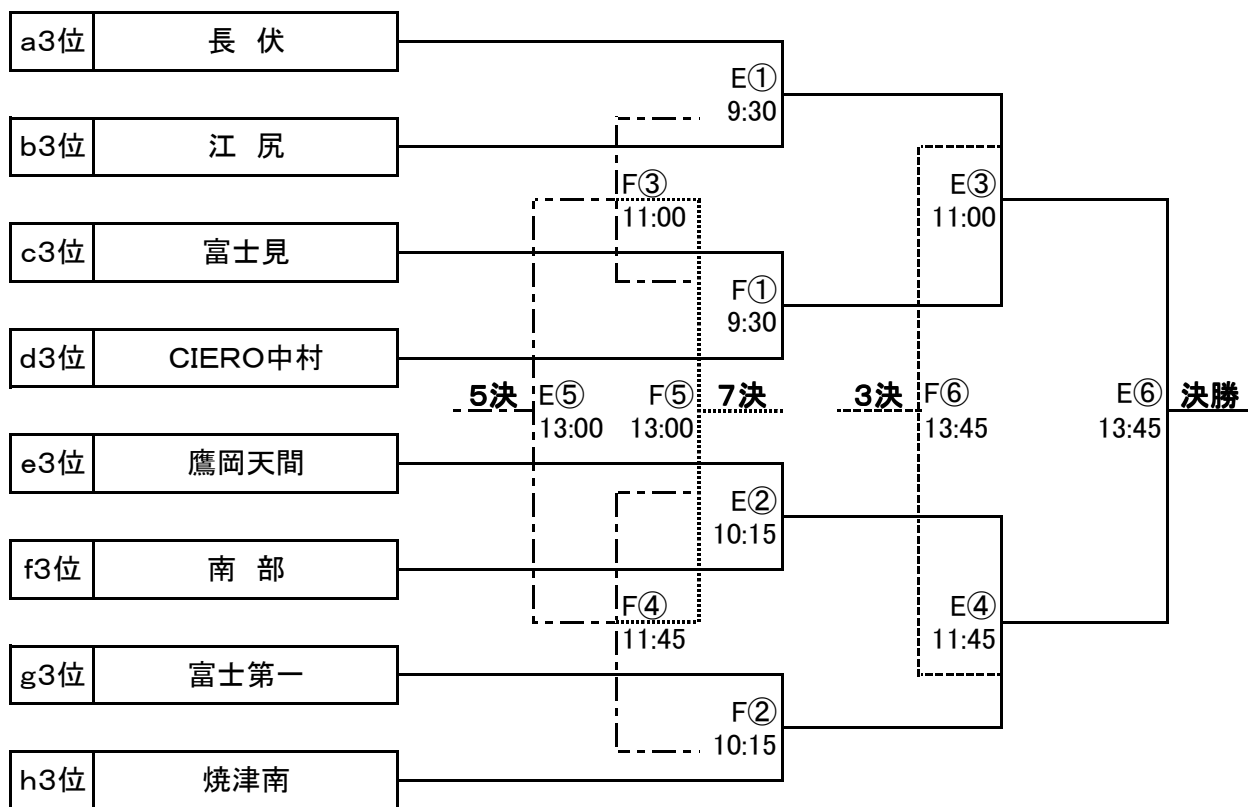 a3位 長 伏
E①
9:30
b3位 江 尻
F③
11:00
E③
11:00
c3位 富士見
F①
9:30
d3位 CIERO中村
5決 E⑤
13:00
F⑤ 7決
13:00
3決 F⑥
13:45
E⑥ 決勝
13:45
e3位 鷹岡天間
E②
10:15
f3位 南 部
F④
11:45
E④
11:45
g3位 富士第一
F②
10:15
h3位 焼津南